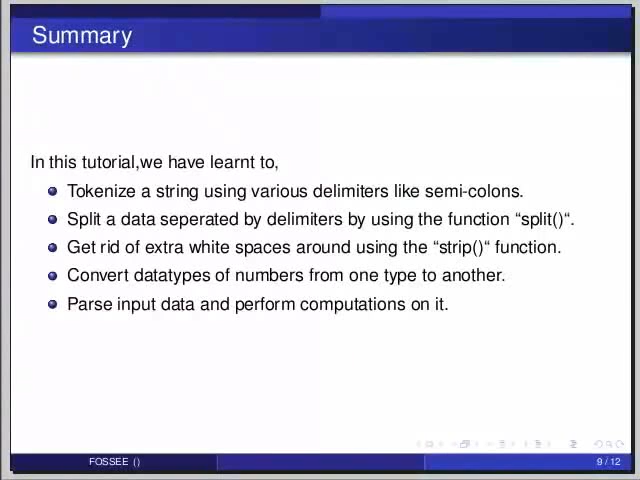 Summary
In this tutorial,we have learnt to,
Tokenize a string using various delimiters like semi-colons.
Split a data seperated by delimiters by using the function “split()“.
Get rid of extra white spaces around using the “strip()“ function.
Convert datatypes of numbers from one type to another.
Parse input data and perform computations on it.
FOSSEE ()
9 / 12